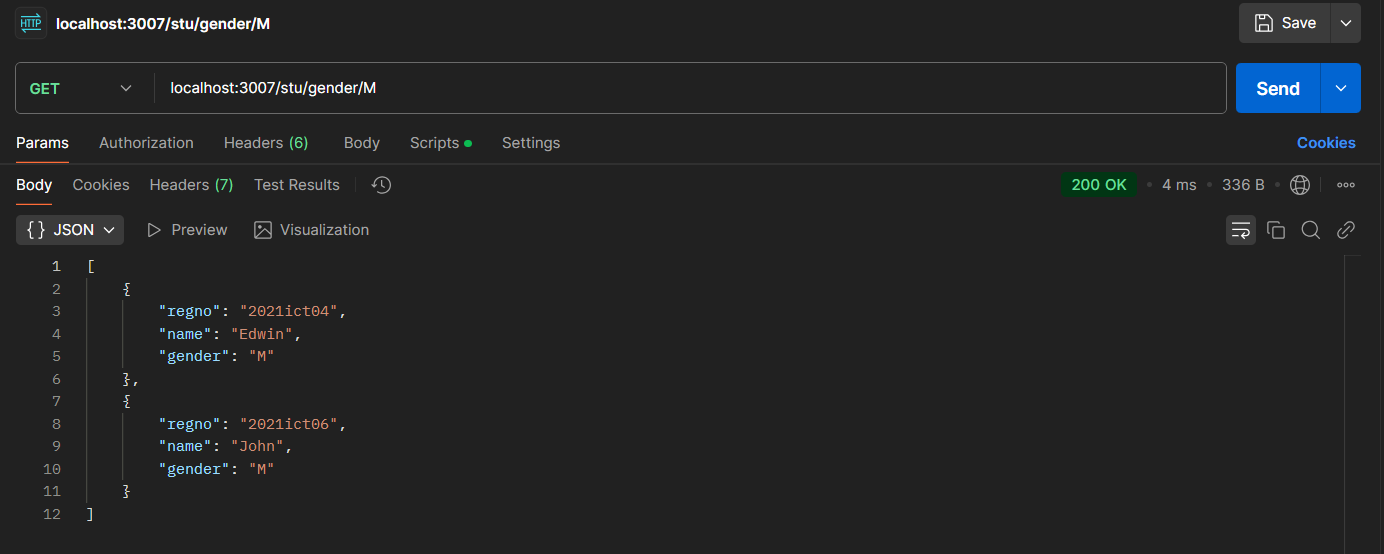 HTTP localhost:3007/stu/gender/M Save
GET localhost:3007/stu/gender/M Send
Params Authorization Headers (6) Body Scripts Settings Cookies
Body Cookies Headers (7) Test Results 200 OK 4 ms 336 B
{} JSON Preview Visualization
1 [
2 {
3 "regno": "2021ict04",
4 "name": "Edwin",
5 "gender": "M"
6 },
7 {
8 "regno": "2021ict06",
9 "name": "John",
10 "gender": "M"
11 }
12 ]